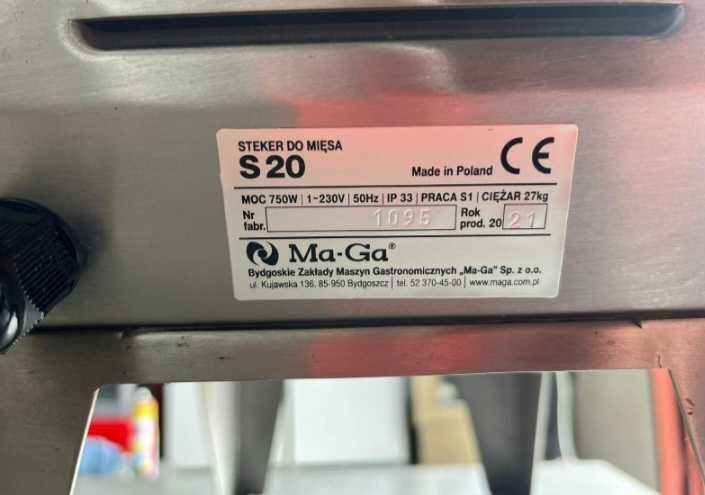 STEKER DO MIĘSA
S 20
Made in Poland CE
MOC 750W | 1~230V | 50Hz | IP 33 | PRACA S1 | CIĘŻAR 27kg
Nr fabr. 1095 Rok prod. 20 21
Ma-Ga®
Bydgoskie Zakłady Maszyn Gastronomicznych „Ma-Ga" Sp. z o.o.
ul. Kujawska 136, 85-950 Bydgoszcz | tel. 52 370-45-00 | www.maga.com.pl